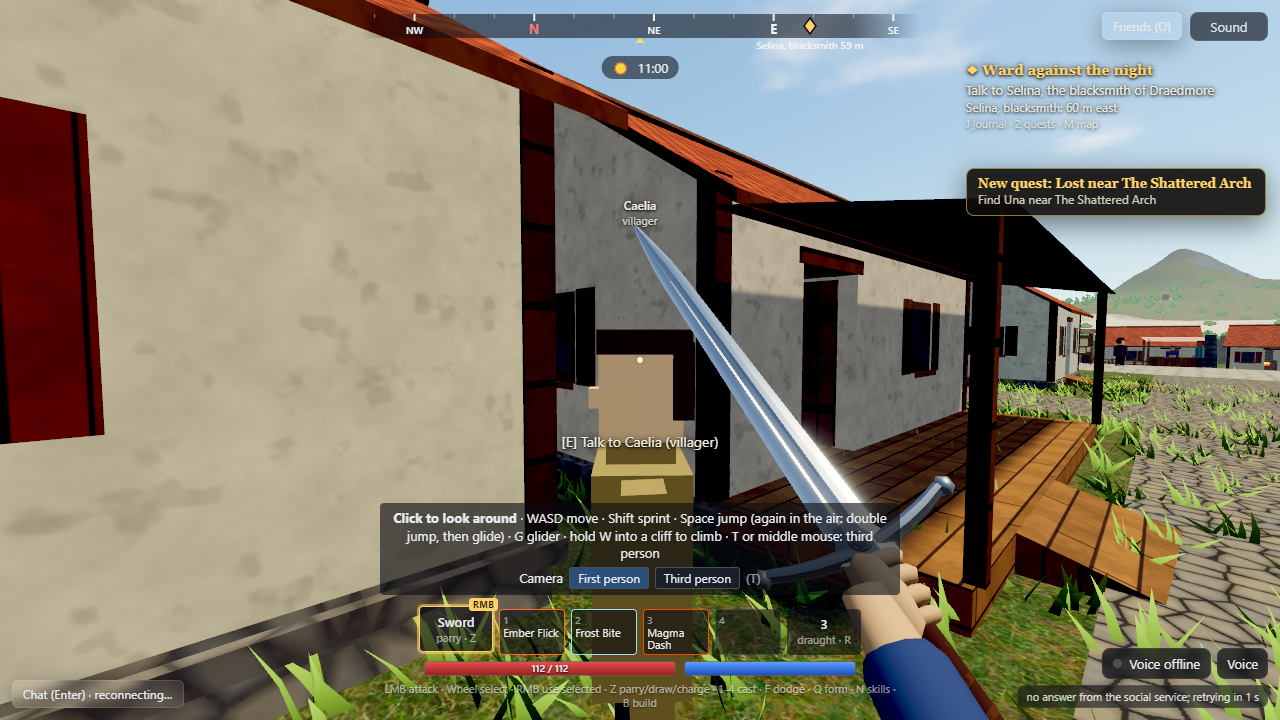 NW N NE E SE
Selina, blacksmith 59 m
11:00
Friends (O)
Sound
Ward against the night
Talk to Selina, the blacksmith of Draedmore
Selina, blacksmith: 60 m east
J journal · 2 quests · M map
New quest: Lost near The Shattered Arch
Find Una near The Shattered Arch
Caelia
villager
[E] Talk to Caelia (villager)
Click to look around · WASD move · Shift sprint · Space jump (again in the air: double
jump, then glide) · G glider · hold W into a cliff to climb · T or middle mouse: third
person
Camera First person Third person (T)
RMB
Sword
parry · Z
1
Ember Flick
2
Frost Bite
3
Magma
Dash
4
3
draught · R
112 / 112
LMB attack · Wheel select · RMB use selected · Z parry/draw/charge · 1-4 cast · F dodge · Q form · N skills ·
B build
Chat (Enter) · reconnecting...
Voice offline
Voice
no answer from the social service; retrying in 1 s